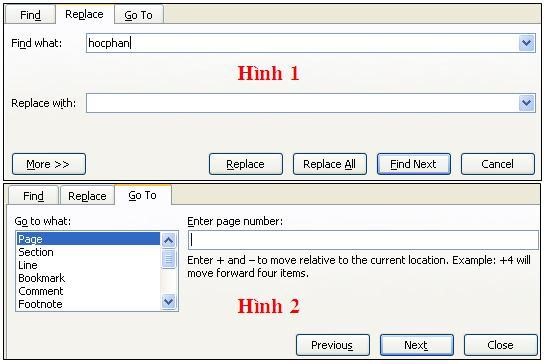 Find Replace Go To
Find what: hocphan
Hình 1
Replace with:
More >> Replace Replace All Find Next Cancel
Find Replace Go To
Go to what: Enter page number:
Page
Section
Line
Bookmark
Comment
Footnote
Enter + and – to move relative to the current location. Example: +4 will
move forward four items.
Hình 2
Previous Next Close